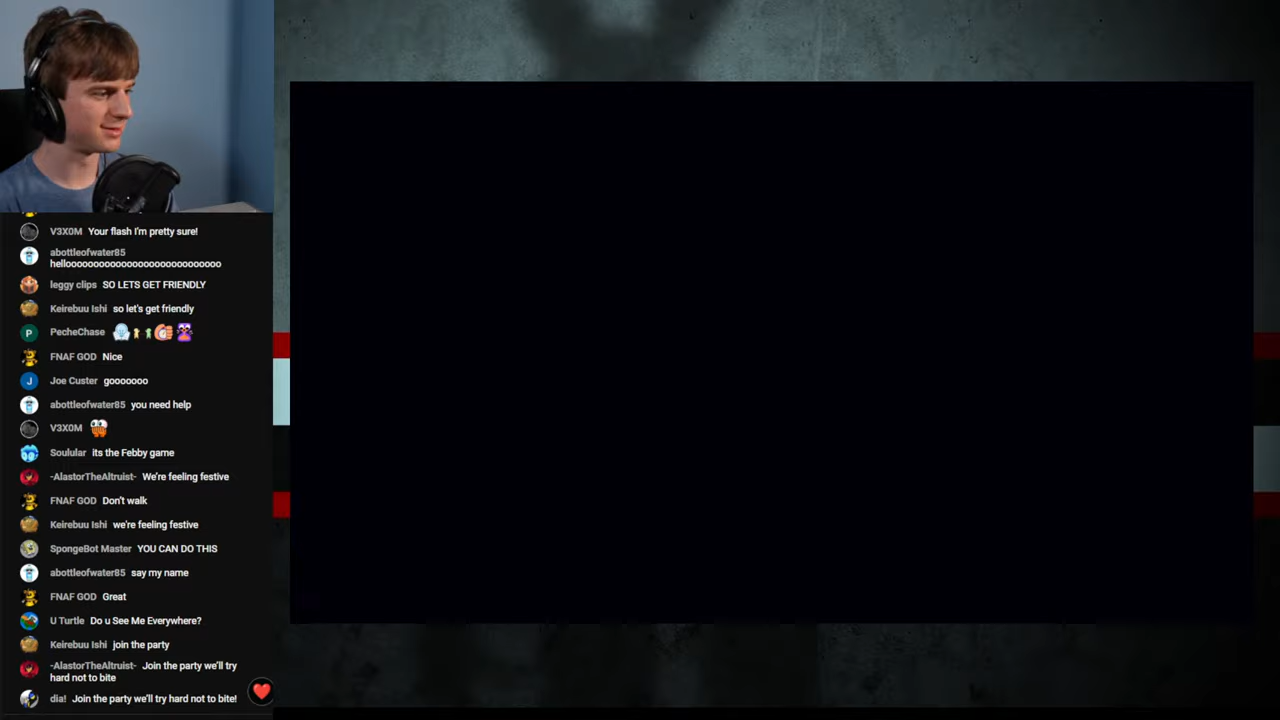 V3X0M Your flash I'm pretty sure!
abottleofwater85
hellooooooooooooooooooooooooooo
leggy clips SO LETS GET FRIENDLY
Keirebuu Ishi so let's get friendly
P PecheChase
FNAF GOD Nice
J Joe Custer gooooooo
abottleofwater85 you need help
V3X0M
Soulular its the Febby game
-AlastorTheAltruist- We're feeling festive
FNAF GOD Don't walk
Keirebuu Ishi we're feeling festive
SpongeBot Master YOU CAN DO THIS
abottleofwater85 say my name
FNAF GOD Great
U Turtle Do u See Me Everywhere?
Keirebuu Ishi join the party
-AlastorTheAltruist- Join the party we'll try
hard not to bite
dia! Join the party we'll try hard not to bite!